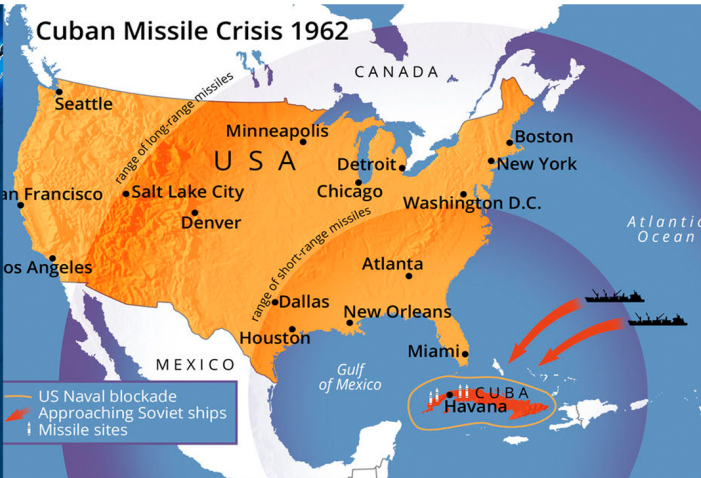 Cuban Missile Crisis 1962
CANADA
Seattle
range of long-range missiles
Minneapolis
USA
Boston
Detroit
New York
an Francisco
Salt Lake City
Chicago
Washington D.C.
Denver
Atlantic
Ocean
range of short-range missiles
os Angeles
Atlanta
Dallas
New Orleans
Houston
Miami
MEXICO
Gulf
of Mexico
CUBA
Havana
US Naval blockade
Approaching Soviet ships
Missile sites